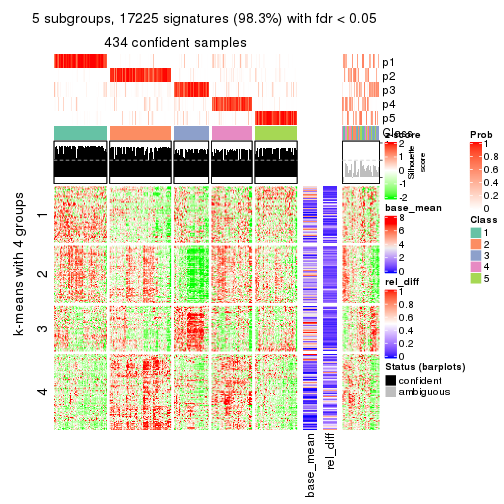 5 subgroups, 17225 signatures (98.3%) with fdr < 0.05
434 confident samples
p1
p2
p3
p4
p5
Class
Silhouette
score
k-means with 4 groups
1
2
3
4
base_mean
rel_diff
z-score
2
1
0
-1
-2
base_mean
8
6
4
2
0
rel_diff
1
0.8
0.6
0.4
0.2
0
Status (barplots)
confident
ambiguous
Prob
1
0.8
0.6
0.4
0.2
0
Class
1
2
3
4
5